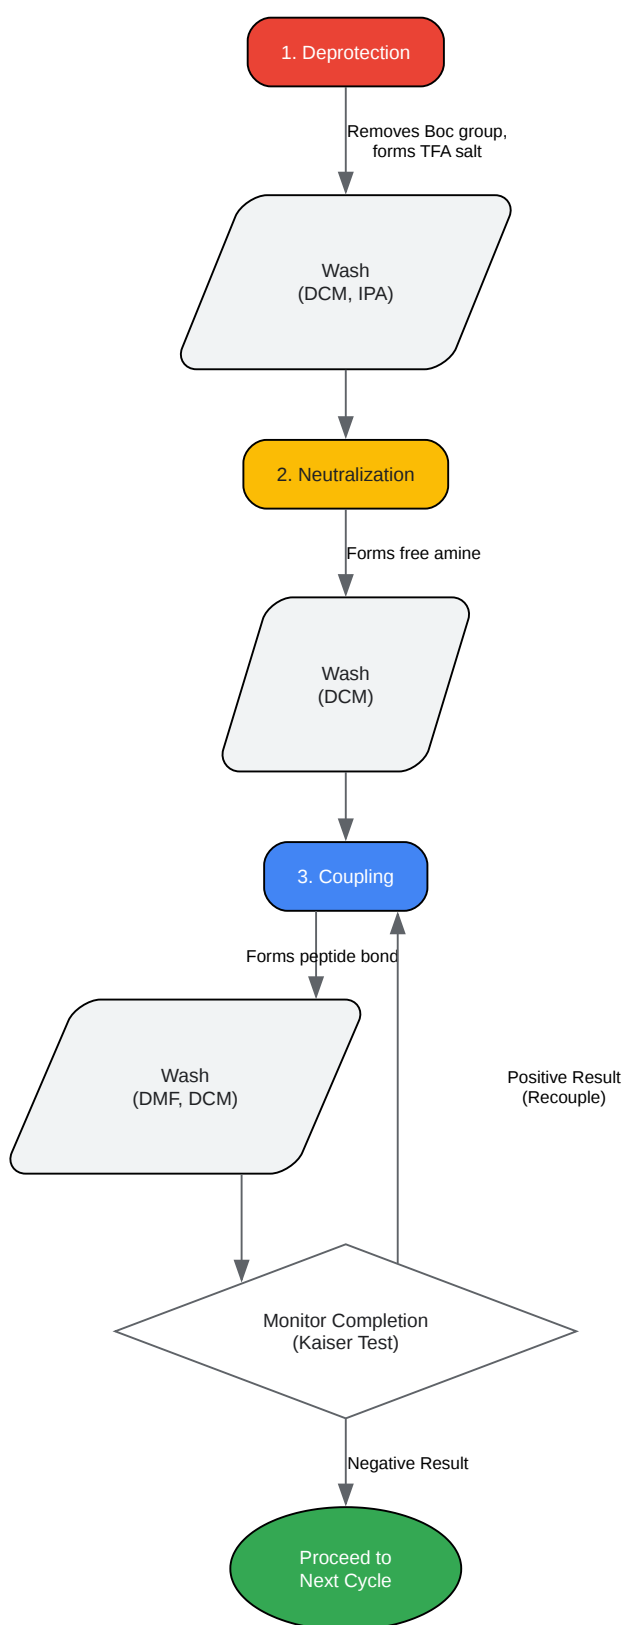 1. Deprotection
Removes Boc group,
forms TFA salt
Wash
(DCM, IPA)
2. Neutralization
Forms free amine
Wash
(DCM)
3. Coupling
Forms peptide bond
Wash
(DMF, DCM)
Positive Result
(Recouple)
Monitor Completion
(Kaiser Test)
Negative Result
Proceed to
Next Cycle